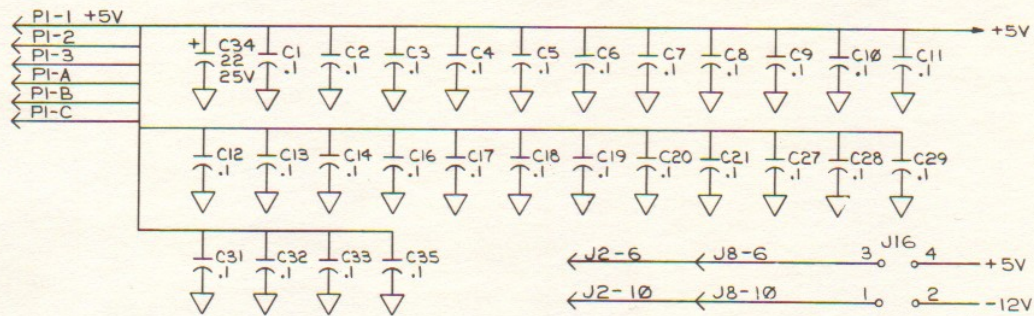 P1-1 +5V
P1-2
P1-3
P1-A
P1-B
P1-C
+ C34 22 25V
C1 .1
C2 .1
C3 .1
C4 .1
C5 .1
C6 .1
C7 .1
C8 .1
C9 .1
C10 .1
C11 .1
+5V
C12 .1
C13 .1
C14 .1
C16 .1
C17 .1
C18 .1
C19 .1
C20 .1
C21 .1
C27 .1
C28 .1
C29 .1
C31 .1
C32 .1
C33 .1
C35 .1
J16
J2-6 J8-6 3 4 +5V
J2-10 J8-10 1 2 -12V